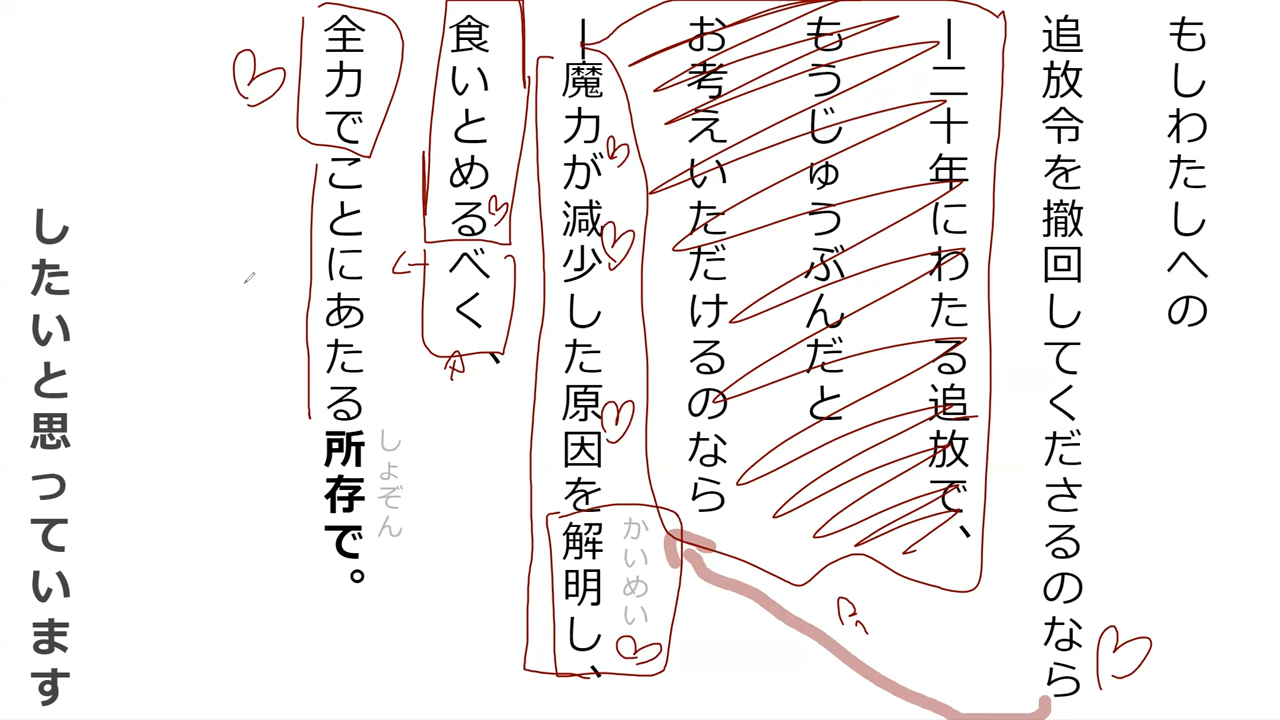 もしわたしへの
追放令を撤回してくださるのなら
―二十年にわたる追放で、
もうじゅうぶんだと
お考えいただけるのなら
―魔力が減少した原因を解明し、
かいめい
食いとめるべく、
全力でことにあたる所存で。
しょぞん
したいと思っています